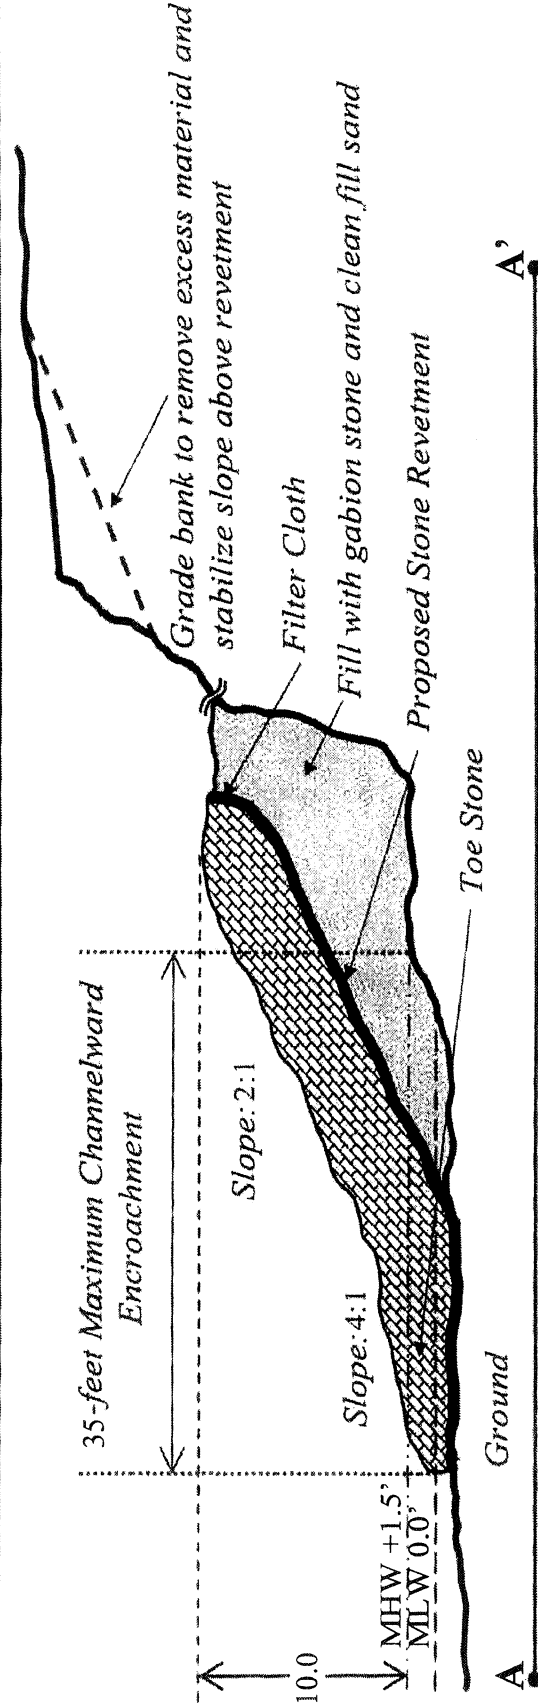 35-feet Maximum Channelward
Encroachment
Grade bank to remove excess material and
stabilize slope above revetment
Filter Cloth
Fill with gabion stone and clean fill sand
Proposed Stone Revetment
Toe Stone
Slope: 2:1
Slope: 4:1
10.0
MHW +1.5'
MLW 0.0'
Ground
A
A'